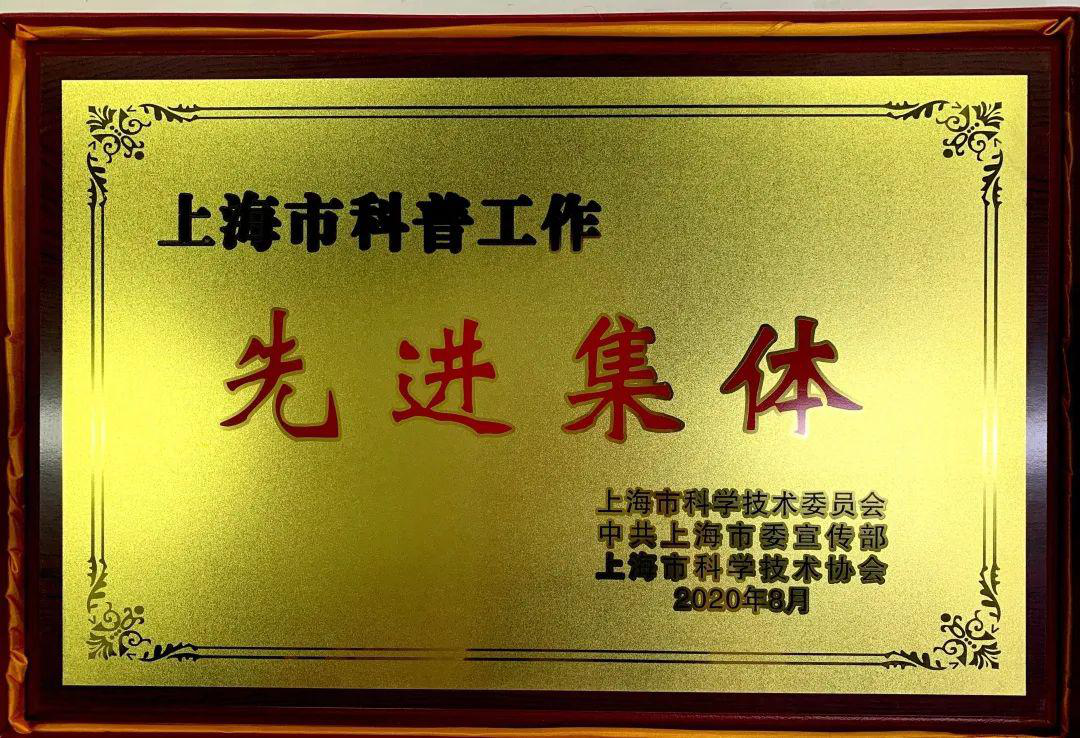 上海市科普工作
先进集体
上海市科学技术委员会
中共上海市委宣传部
上海市科学技术协会
2020年8月